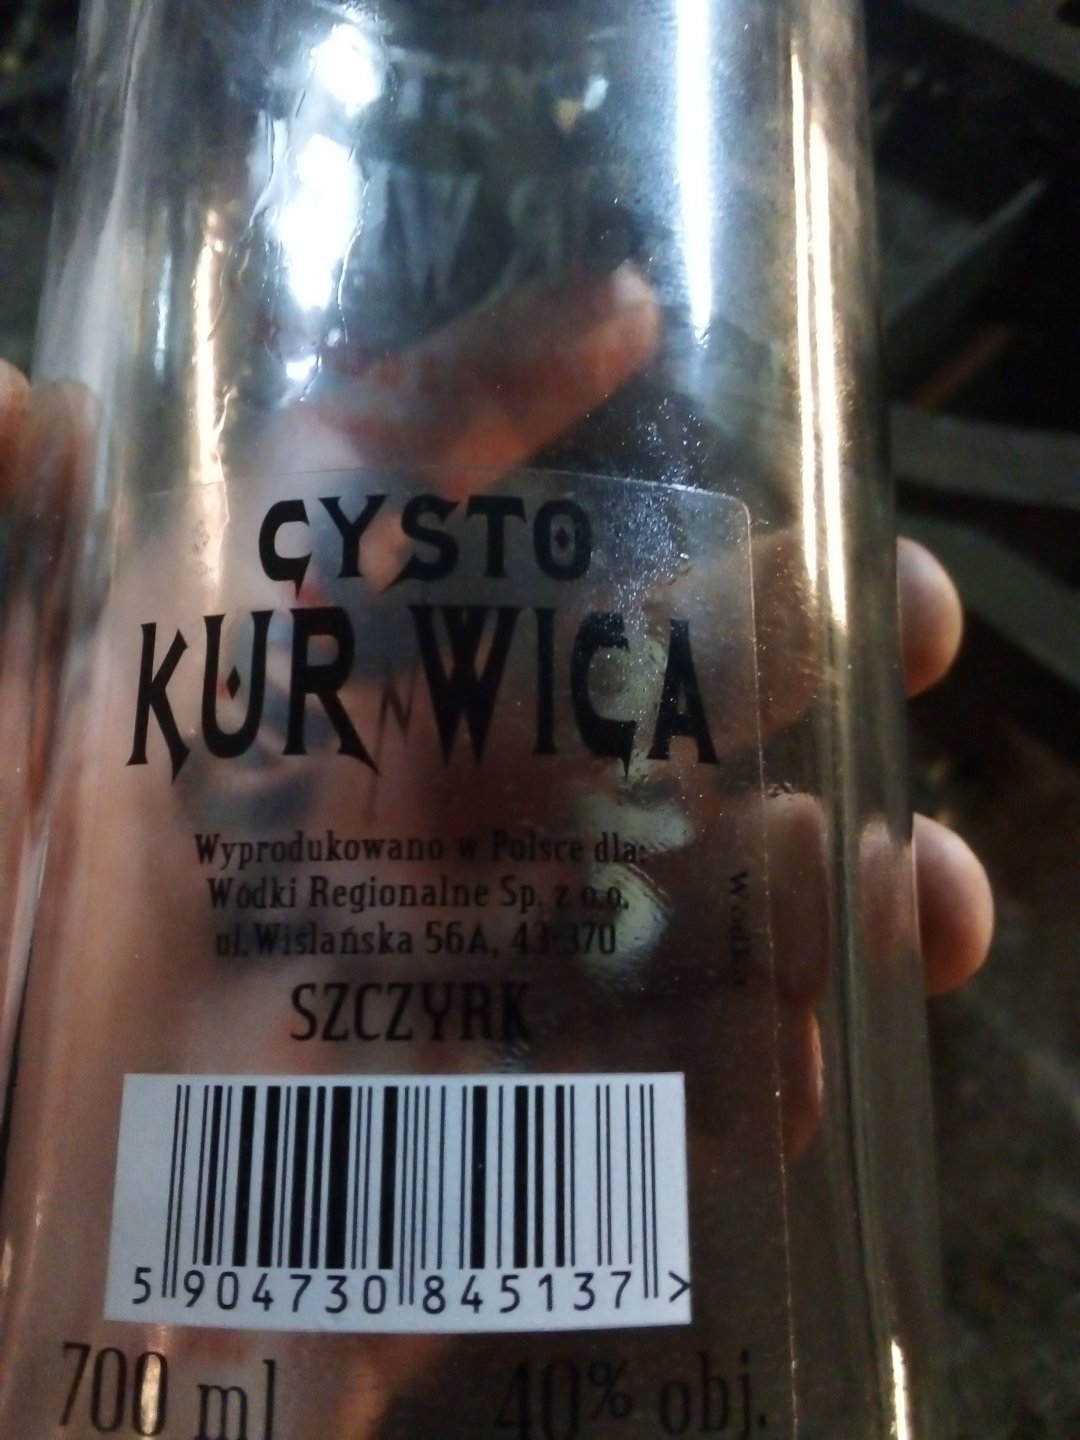 CYSTO
KURWICA
Wyprodukowano w Polsce dla:
Wódki Regionalne Sp. z o.o.
ul.Wiślańska 56A, 43-370
SZCZYRK
Wódka
5 904730 845137 >
700 ml 40% obj.